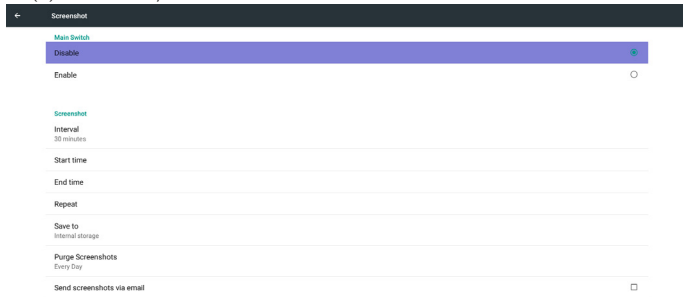 Screenshot
Main Switch
Disable
Enable
Screenshot
Interval
30 minutes
Start time
End time
Repeat
Save to
Internal storage
Purge Screenshots
Every Day
Send screenshots via email